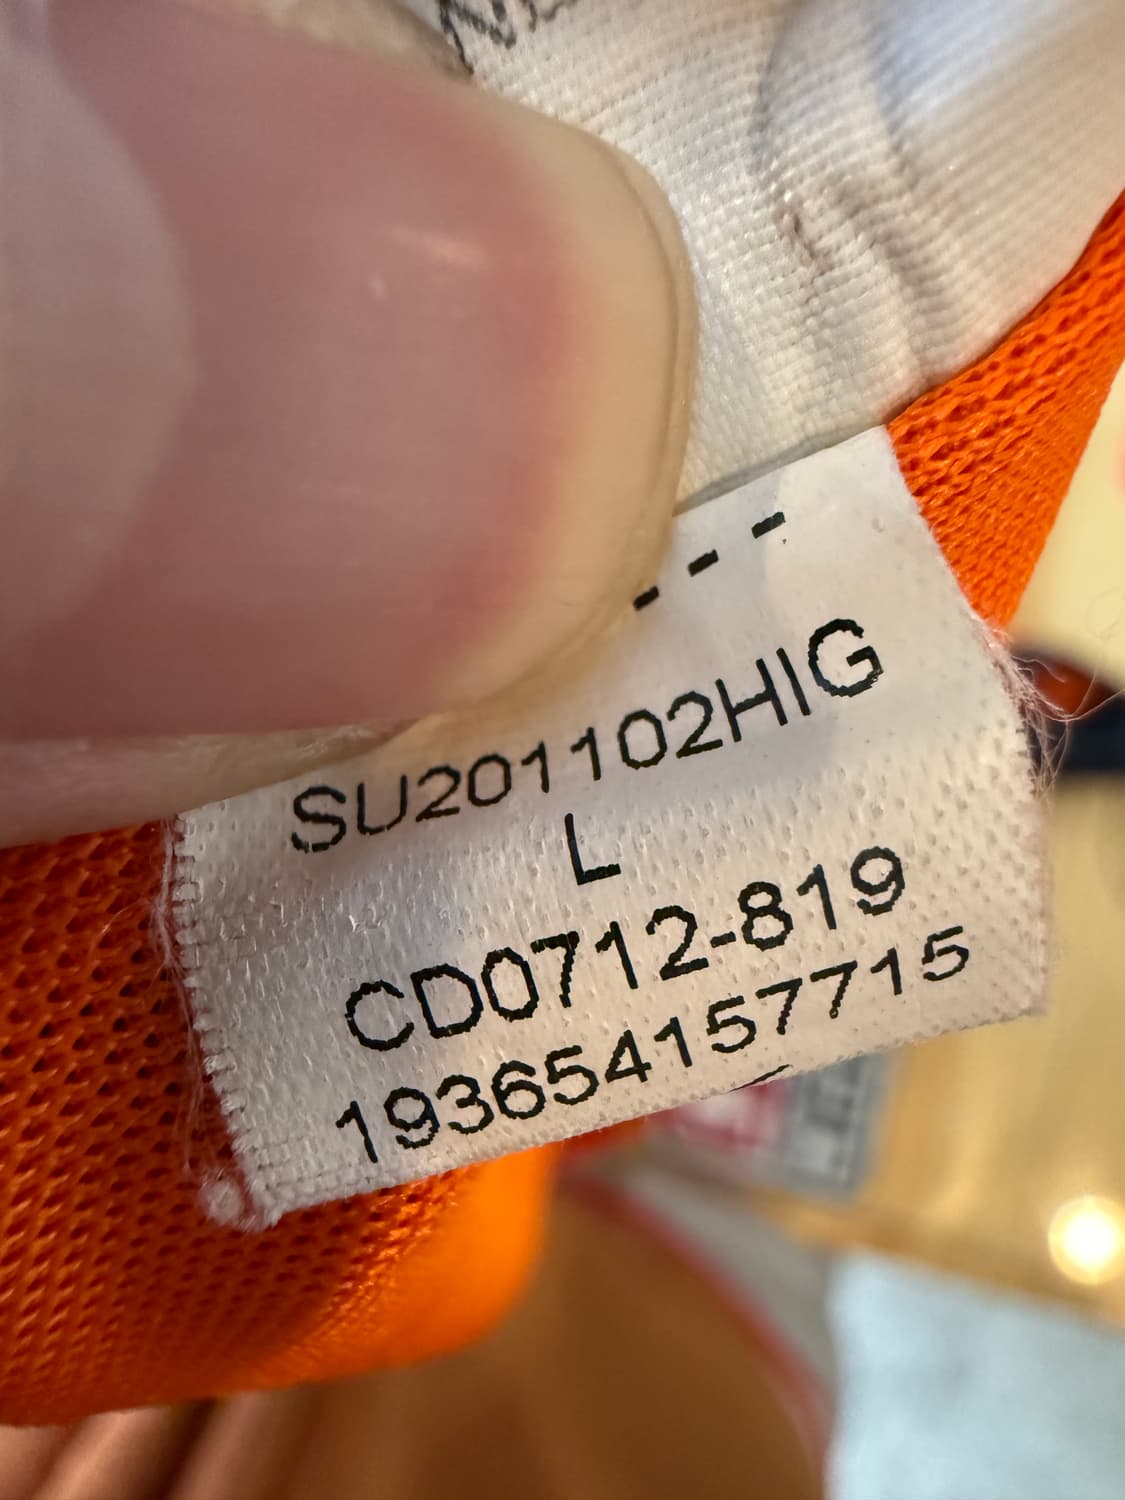 - - -
SU201102HIG
L
CD0712-819
193654157715